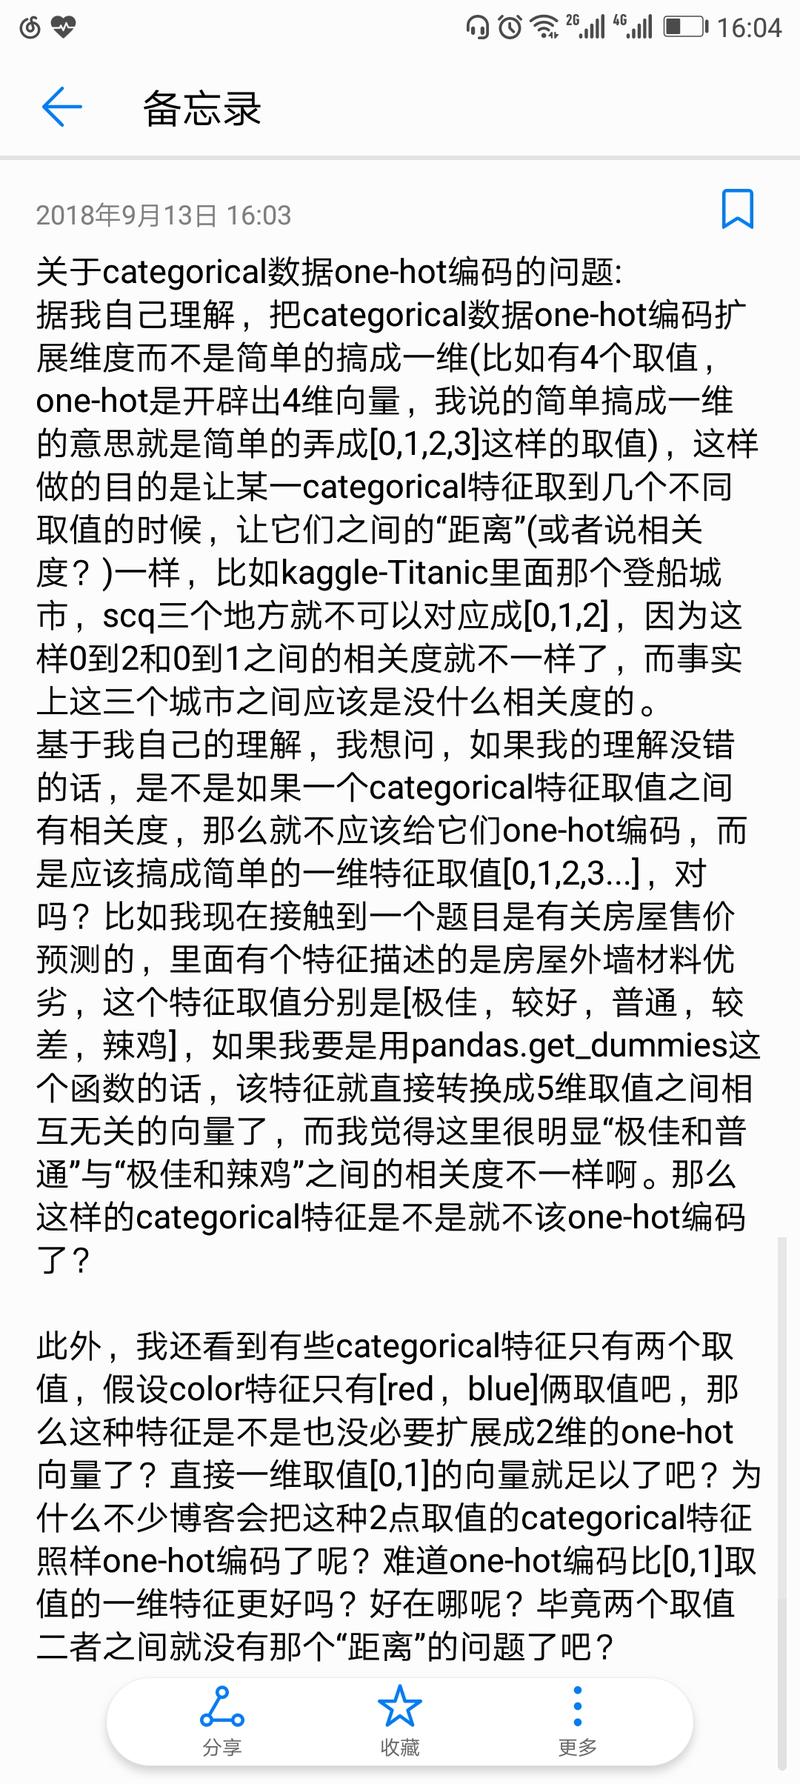 2G 4G 16:04
备忘录
2018年9月13日 16:03
关于categorical数据one-hot编码的问题:
据我自己理解，把categorical数据one-hot编码扩
展维度而不是简单的搞成一维(比如有4个取值，
one-hot是开辟出4维向量，我说的简单搞成一维
的意思就是简单的弄成[0,1,2,3]这样的取值)，这样
做的目的是让某一categorical特征取到几个不同
取值的时候，让它们之间的“距离”(或者说相关
度？)一样，比如kaggle-Titanic里面那个登船城
市，scq三个地方就不可以对应成[0,1,2]，因为这
样0到2和0到1之间的相关度就不一样了，而事实
上这三个城市之间应该是没什么相关度的。
基于我自己的理解，我想问，如果我的理解没错
的话，是不是如果一个categorical特征取值之间
有相关度，那么就不应该给它们one-hot编码，而
是应该搞成简单的一维特征取值[0,1,2,3...]，对
吗？比如我现在接触到一个题目是有关房屋售价
预测的，里面有个特征描述的是房屋外墙材料优
劣，这个特征取值分别是[极佳，较好，普通，较
差，辣鸡]，如果我要是用pandas.get_dummies这
个函数的话，该特征就直接转换成5维取值之间相
互无关的向量了，而我觉得这里很明显“极佳和普
通”与“极佳和辣鸡”之间的相关度不一样啊。那么
这样的categorical特征是不是就不该one-hot编码
了？
此外，我还看到有些categorical特征只有两个取
值，假设color特征只有[red，blue]俩取值吧，那
么这种特征是不是也没必要扩展成2维的one-hot
向量了？直接一维取值[0,1]的向量就足以了吧？为
什么不少博客会把这种2点取值的categorical特征
照样one-hot编码了呢？难道one-hot编码比[0,1]取
值的一维特征更好吗？好在哪呢？毕竟两个取值
二者之间就没有那个“距离”的问题了吧？
分享 收藏 更多